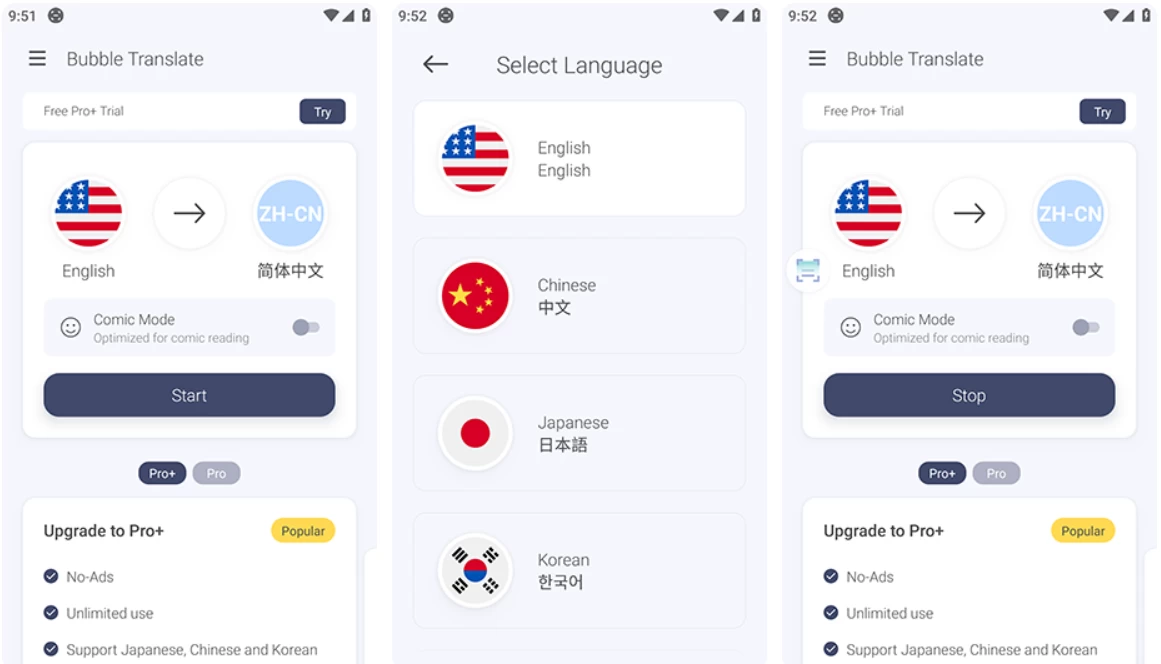 9:51
Bubble Translate
Free Pro+ Trial
Try
English
ZH-CN
简体中文
Comic Mode
Optimized for comic reading
Start
Pro+
Pro
Upgrade to Pro+
Popular
No-Ads
Unlimited use
Support Japanese, Chinese and Korean
9:52
Select Language
English
English
Chinese
中文
Japanese
日本語
Korean
한국어
9:52
Bubble Translate
Free Pro+ Trial
Try
English
ZH-CN
简体中文
Comic Mode
Optimized for comic reading
Stop
Pro+
Pro
Upgrade to Pro+
Popular
No-Ads
Unlimited use
Support Japanese, Chinese and Korean